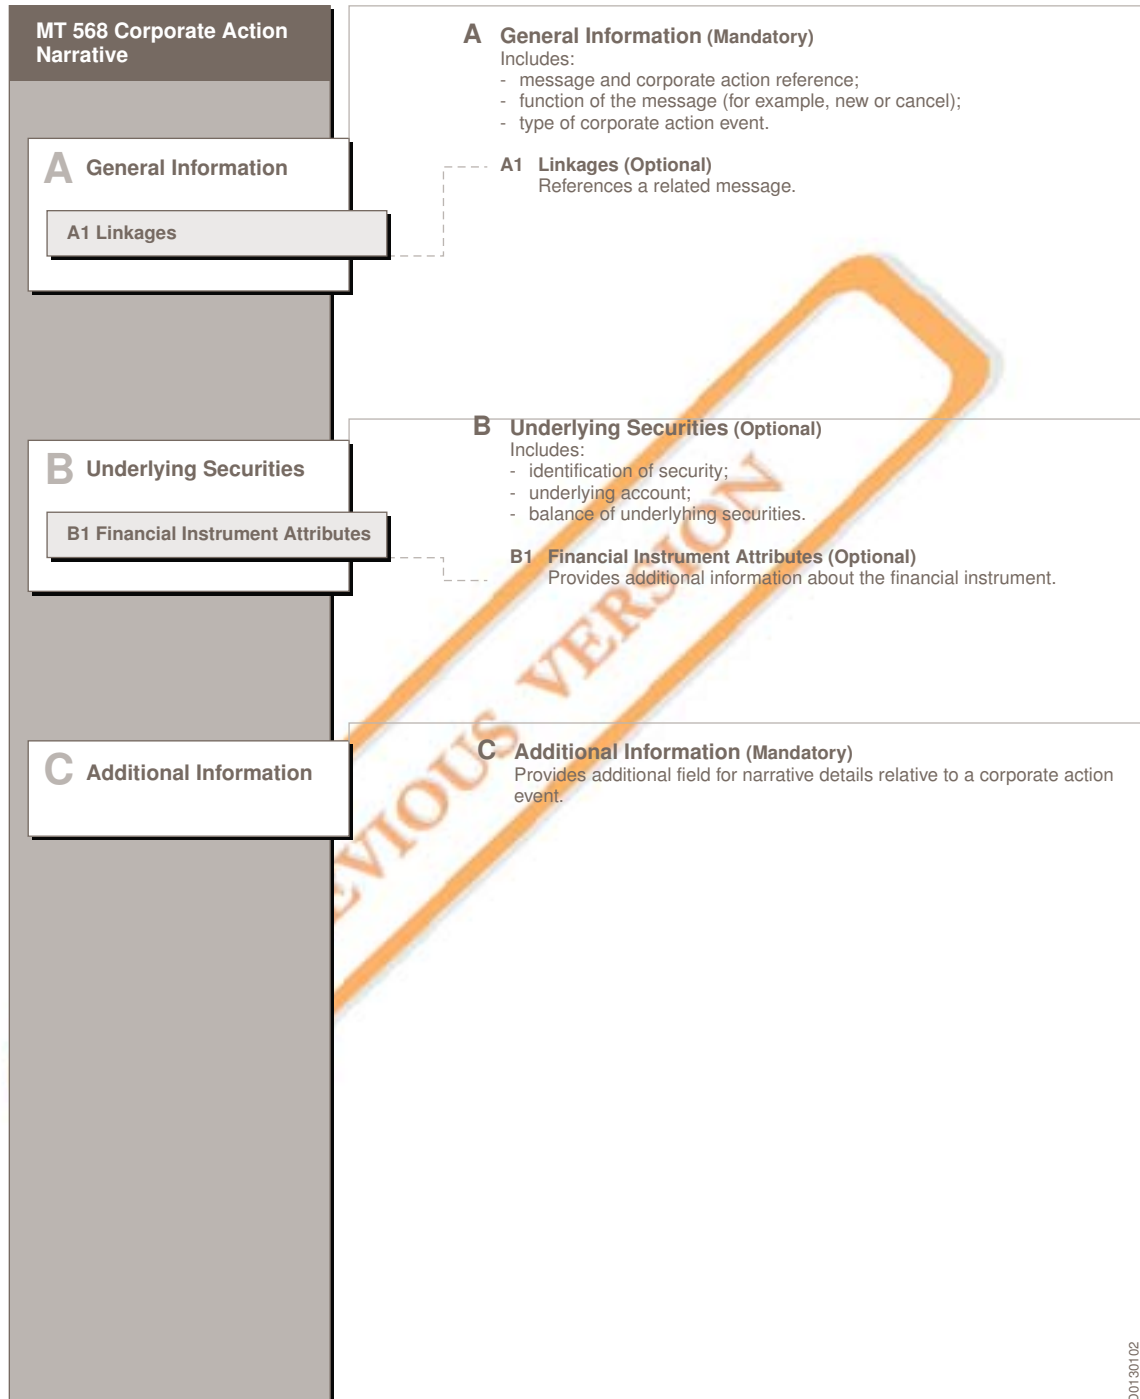 MT 568 Corporate Action
Narrative
A General Information (Mandatory)
Includes:
- message and corporate action reference;
- function of the message (for example, new or cancel);
- type of corporate action event.
A General Information
A1 Linkages (Optional)
References a related message.
A1 Linkages
B Underlying Securities (Optional)
Includes:
- identification of security;
- underlying account;
- balance of underlyhing securities.
B Underlying Securities
B1 Financial Instrument Attributes
B1 Financial Instrument Attributes (Optional)
Provides additional information about the financial instrument.
C Additional Information (Mandatory)
Provides additional field for narrative details relative to a corporate action
event.
C Additional Information
EVIOUS VERSION
D0130102